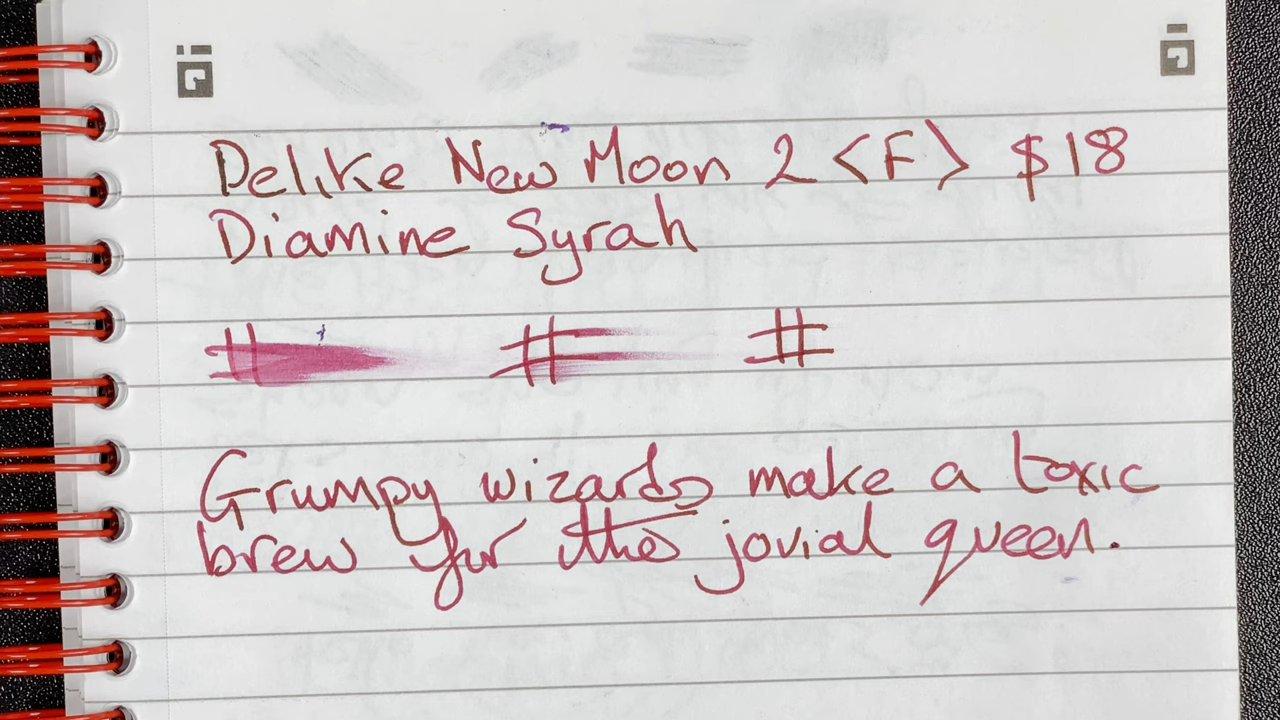 Delike New Moon 2 <F> $18
Diamine Syrah
# # #
Grumpy wizards make a toxic
brew for the jovial queen.